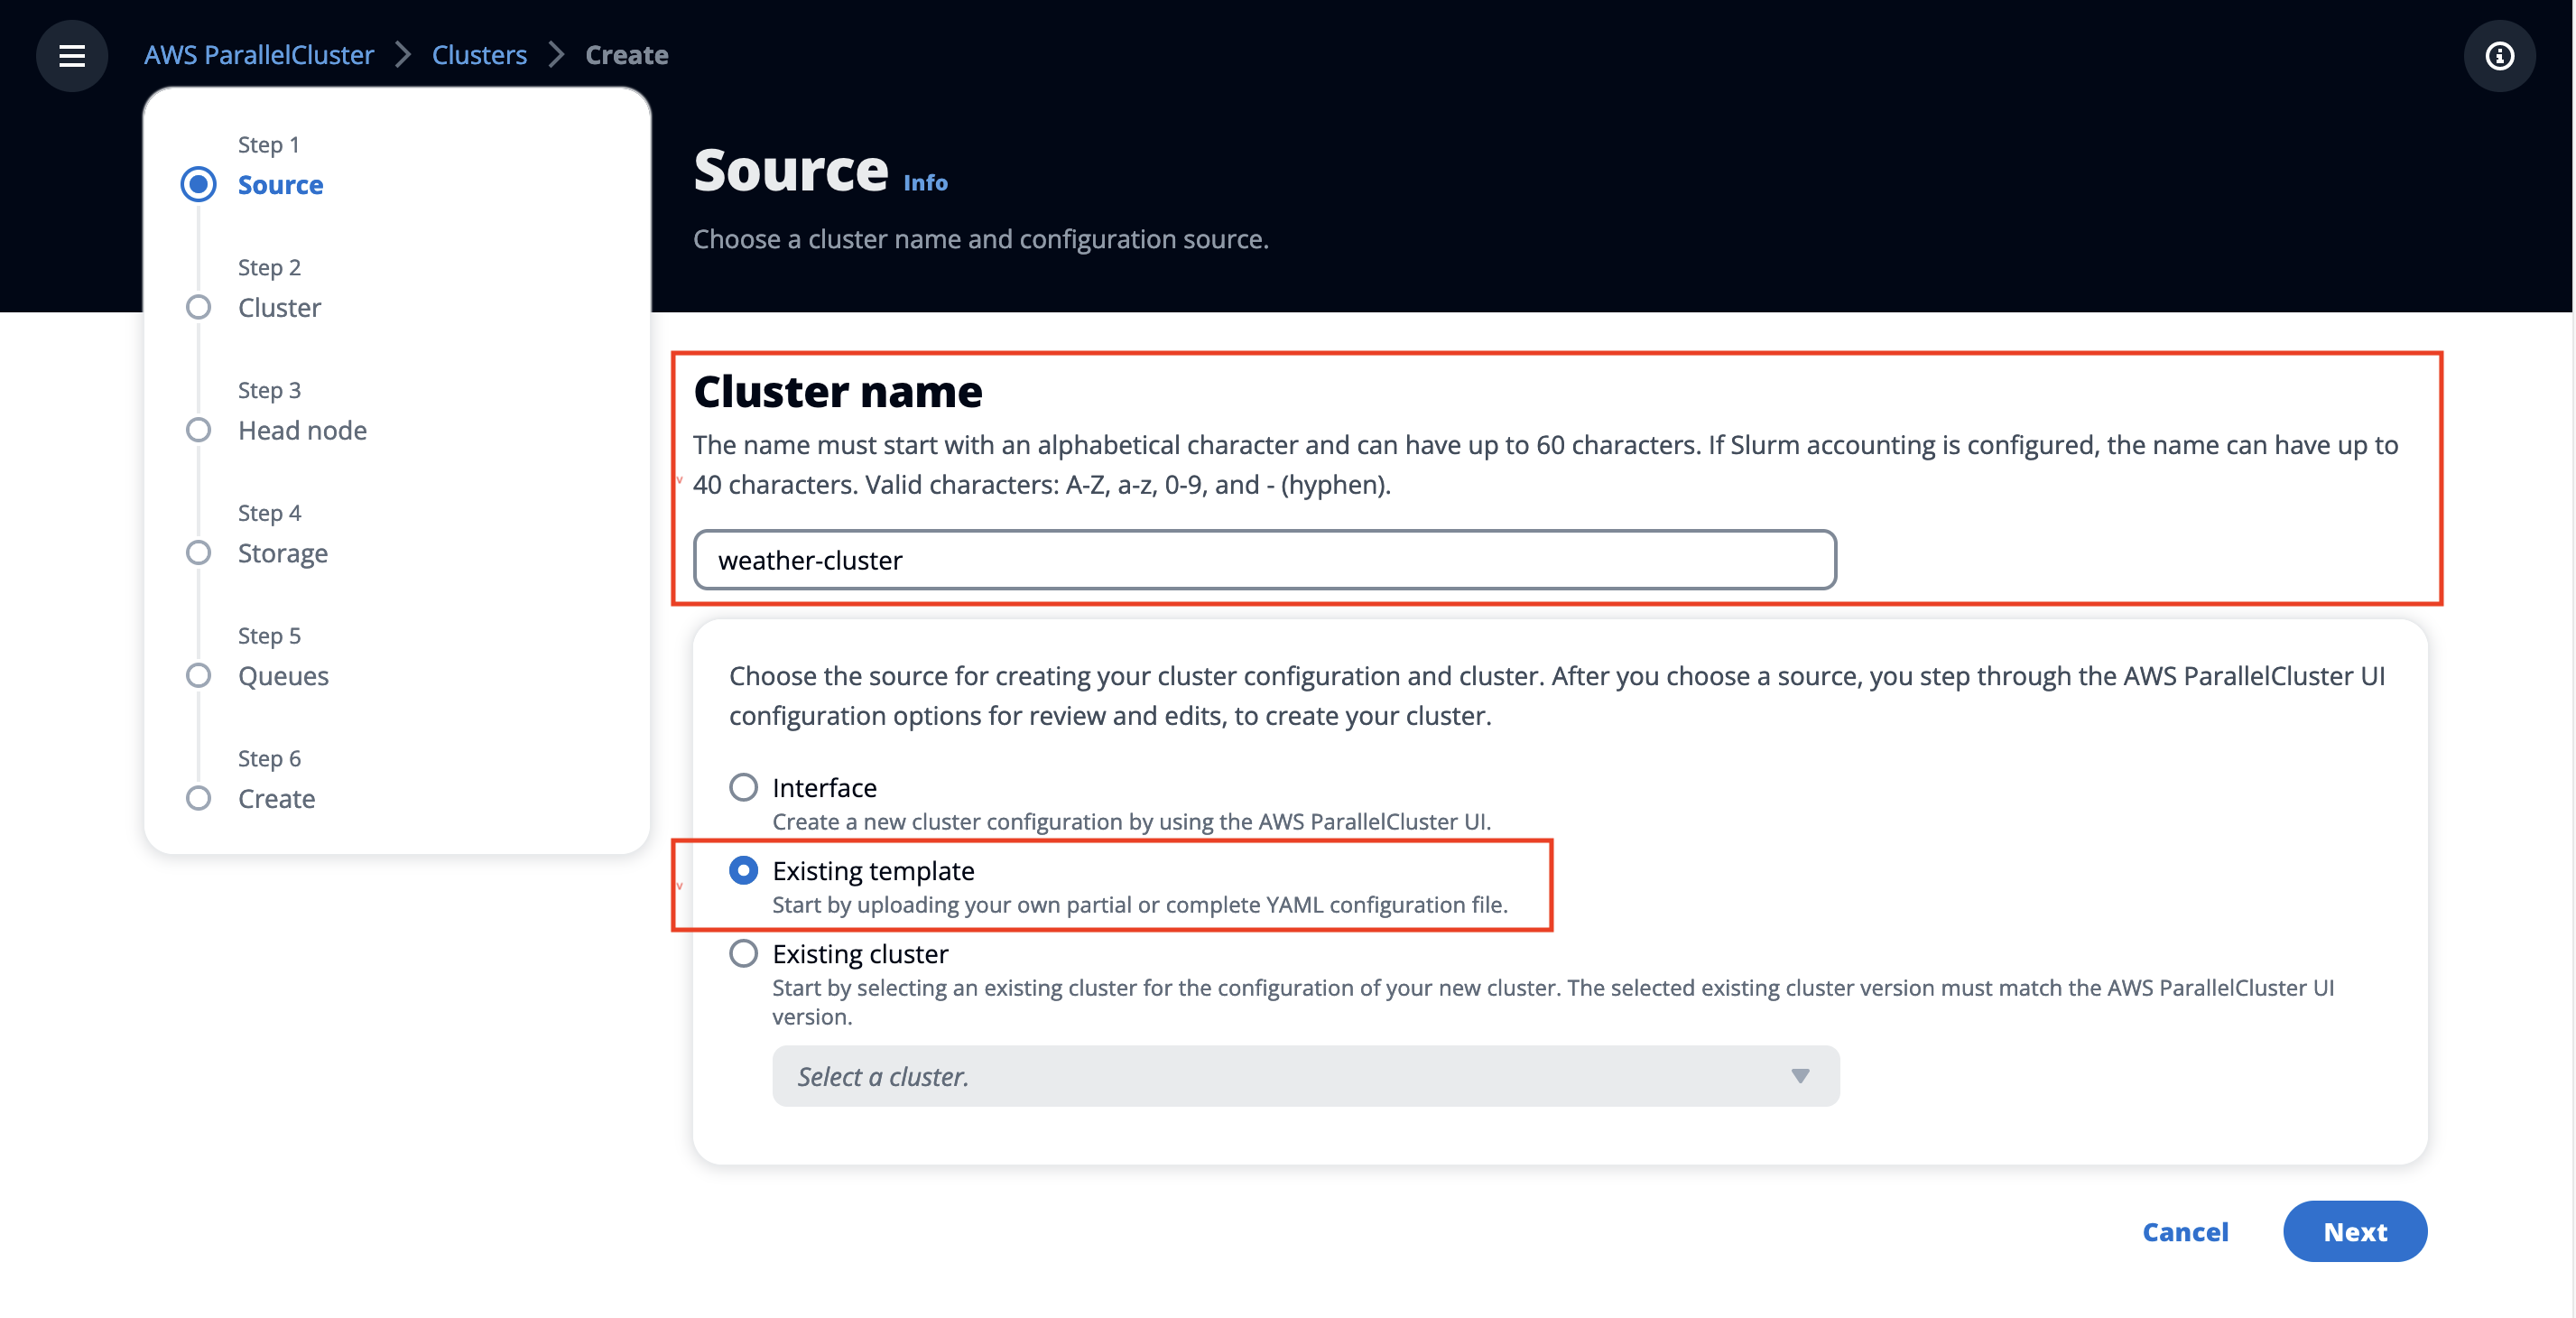 AWS ParallelCluster > Clusters > Create
Step 1
Source
Step 2
Cluster
Step 3
Head node
Step 4
Storage
Step 5
Queues
Step 6
Create
Source Info
Choose a cluster name and configuration source.
Cluster name
The name must start with an alphabetical character and can have up to 60 characters. If Slurm accounting is configured, the name can have up to
40 characters. Valid characters: A-Z, a-z, 0-9, and - (hyphen).
weather-cluster
Choose the source for creating your cluster configuration and cluster. After you choose a source, you step through the AWS ParallelCluster UI
configuration options for review and edits, to create your cluster.
Interface
Create a new cluster configuration by using the AWS ParallelCluster UI.
Existing template
Start by uploading your own partial or complete YAML configuration file.
Existing cluster
Start by selecting an existing cluster for the configuration of your new cluster. The selected existing cluster version must match the AWS ParallelCluster UI
version.
Select a cluster.
Cancel
Next